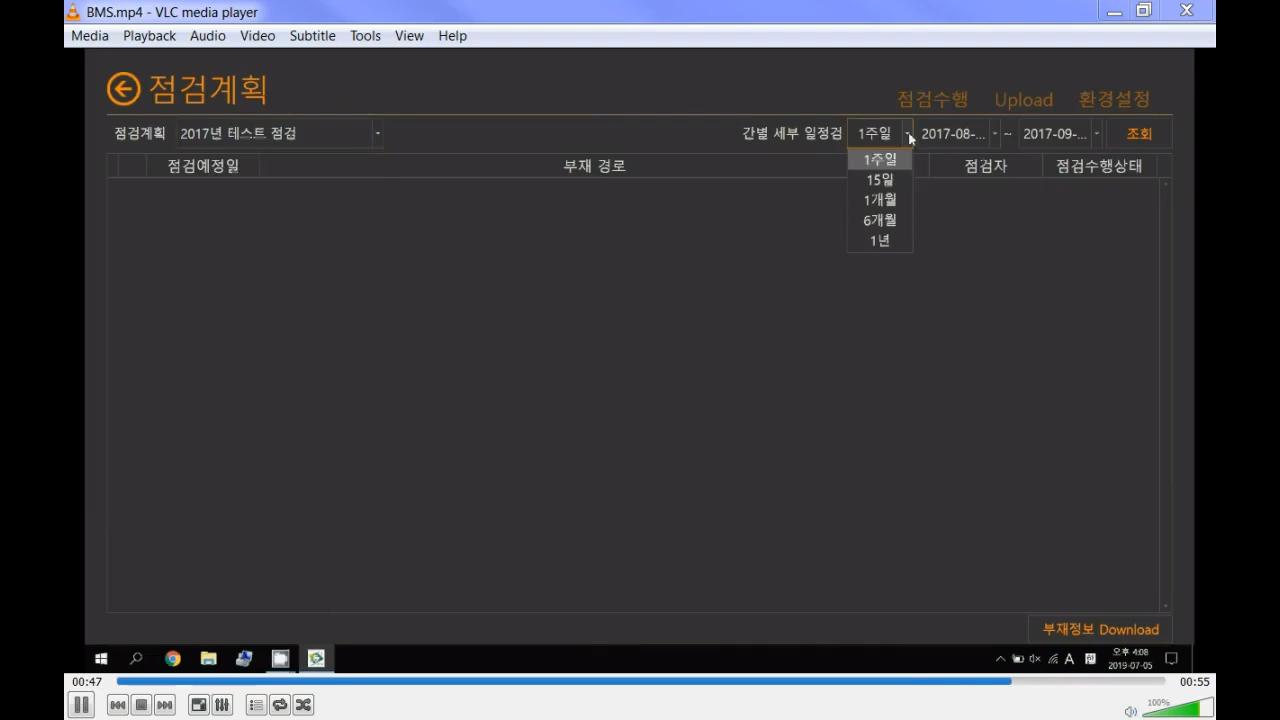 BMS.mp4 - VLC media player
Media Playback Audio Video Subtitle Tools View Help
점검계획
점검수행 Upload 환경설정
점검계획 2017년 테스트 점검 간별 세부 일정검 1주일 2017-08-... ~ 2017-09-... 조회
점검예정일 부재 경로 점검자 점검수행상태
1주일
15일
1개월
6개월
1년
부재정보 Download
A 오후 4:08
2019-07-05
00:47 00:55
100%